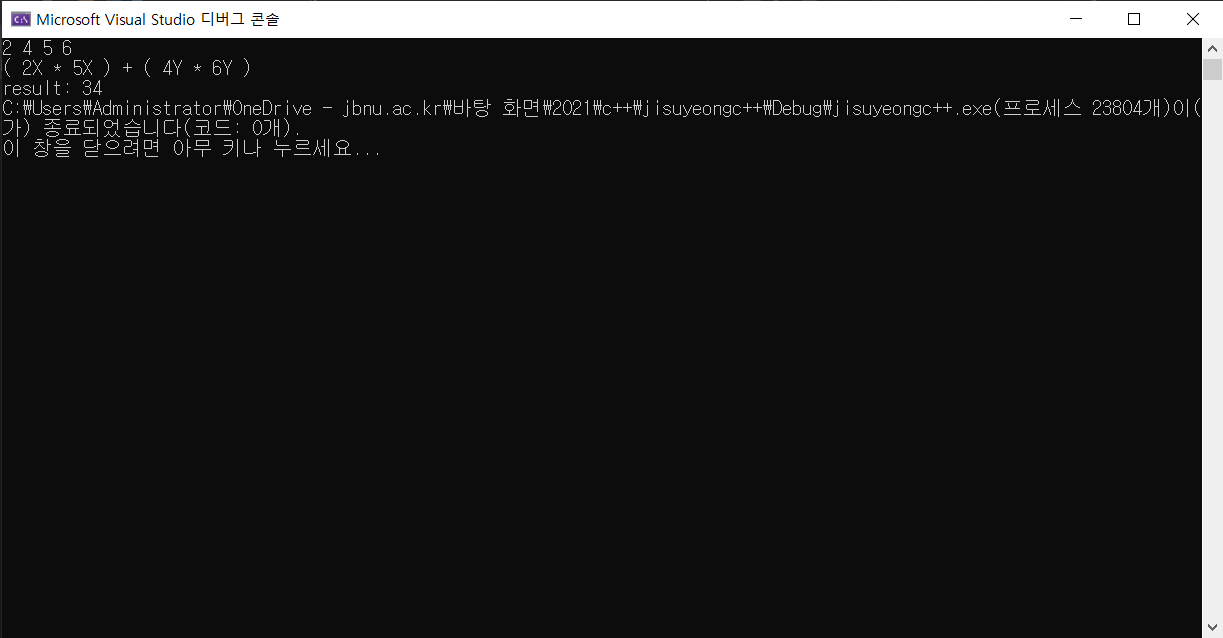 Microsoft Visual Studio 디버그 콘솔
2 4 5 6
( 2X * 5X ) + ( 4Y * 6Y )
result: 34
C:₩Users₩Administrator₩OneDrive - jbnu.ac.kr₩바탕 화면₩2021₩c++₩jisuyeongc++₩Debug₩jisuyeongc++.exe(프로세스 23804개)이(
가) 종료되었습니다(코드: 0개).
이 창을 닫으려면 아무 키나 누르세요...